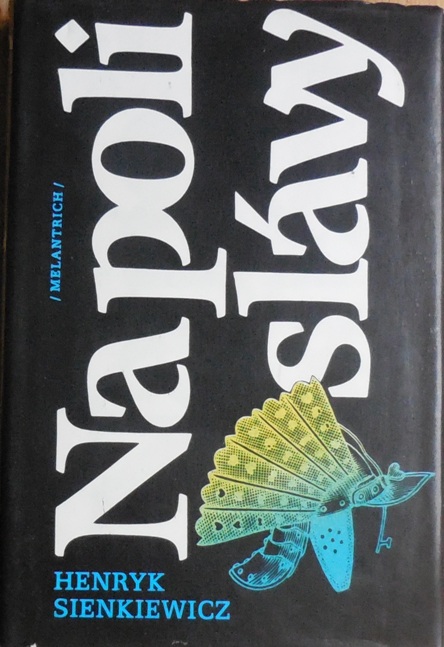 Na poli
slávy
/ MELANTRICH /
HENRYK
SIENKIEWICZ